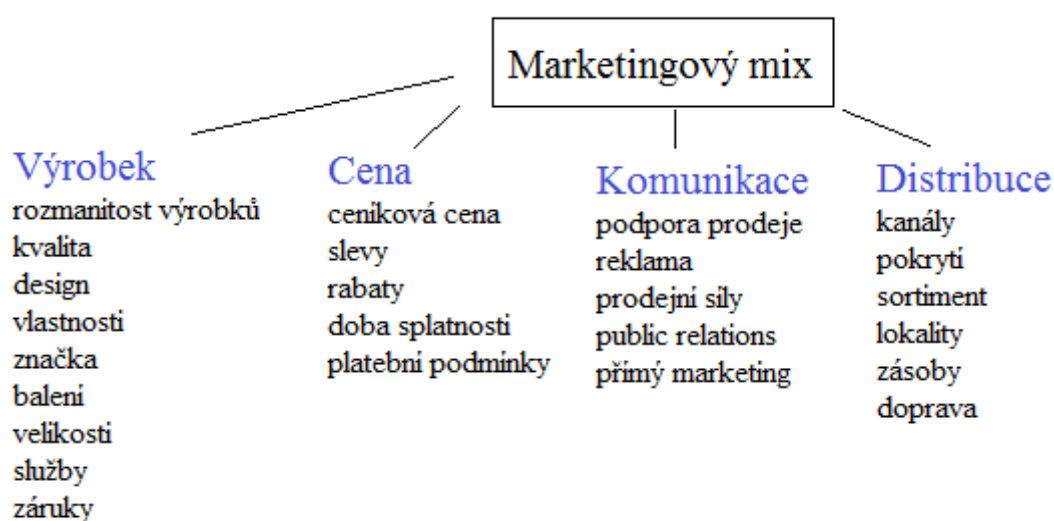 Marketingový mix
Výrobek
rozmanitost výrobků
kvalita
design
vlastnosti
značka
balení
velikosti
služby
záruky
Cena
ceníková cena
slevy
rabaty
doba splatnosti
platební podmínky
Komunikace
podpora prodeje
reklama
prodejní síly
public relations
přímý marketing
Distribuce
kanály
pokrytí
sortiment
lokality
zásoby
doprava